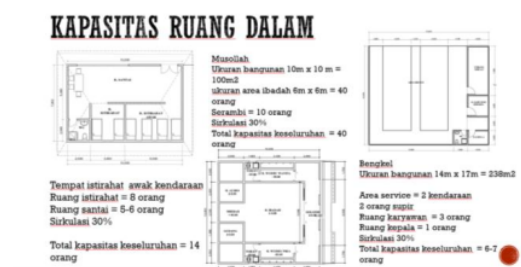 KAPASITAS RUANG DALAM
Musollah
Ukuran bangunan 10m x 10 m =
100m2
ukuran area ibadah 6m x 6m = 40
orang
Serambi = 10 orang
Sirkulasi 30%
Total kapasitas keseluruhan = 40
orang
Tempat istirahat awak kendaraan
Ruang istirahat = 8 orang
Ruang santai = 5-6 orang
Sirkulasi 30%
Total kapasitas keseluruhan = 14
orang
Bengkel
Ukuran bangunan 14m x 17m = 238m2
Area service = 2 kendaraan
2 orang supir
Ruang karyawan = 3 orang
Ruang kepala = 1 orang
Sirkulasi 30%
Total kapasitas keseluruhan = 6-7
orang